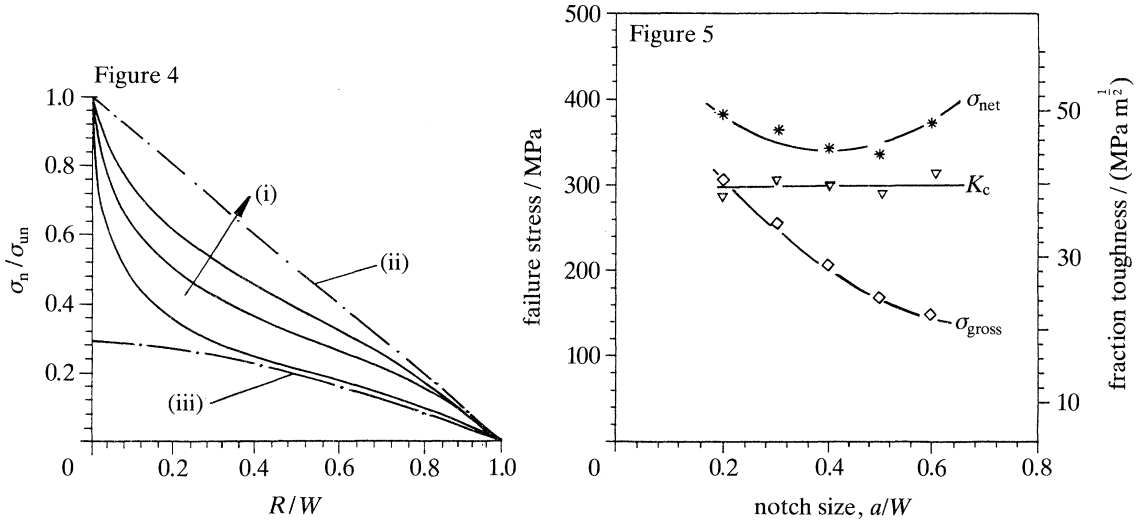 Figure 4
1.0
0.8
0.6
0.4
0.2
0
σn/σun
(i)
(ii)
(iii)
0
0.2
0.4
0.6
0.8
1.0
R/W
Figure 5
500
400
300
200
100
0
failure stress / MPa
σnet
Kc
σgross
50
30
10
fraction toughness / (MPa m½)
0
0.2
0.4
0.6
0.8
notch size, a/W